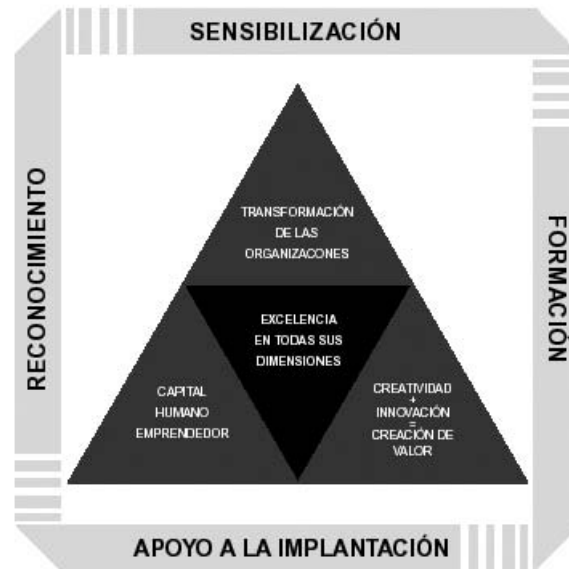 SENSIBILIZACIÓN
RECONOCIMIENTO
FORMACIÓN
TRANSFORMACIÓN
DE LAS
ORGANIZACONES
EXCELENCIA
EN TODAS SUS
DIMENSIONES
CAPITAL
HUMANO
EMPRENDEDOR
CREATIVIDAD
+
INNOVACIÓN
=
CREACIÓN DE
VALOR
APOYO A LA IMPLANTACIÓN